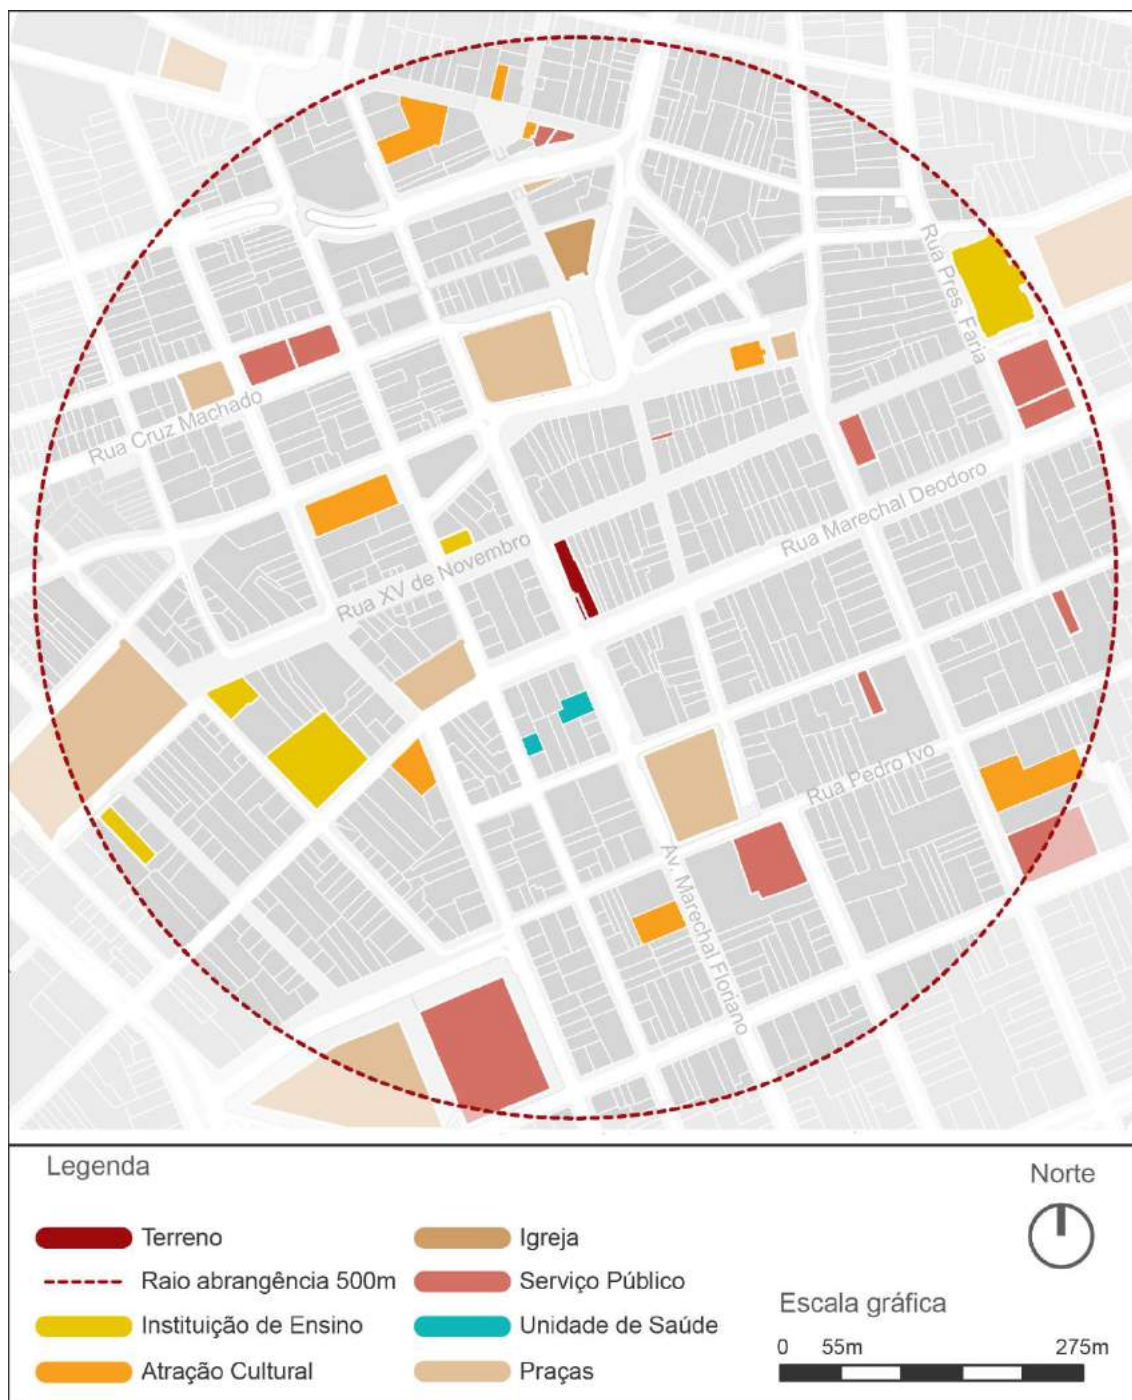 Rua Pres. Faria
Rua Cruz Machado
Rua Marechal Deodoro
Rua XV de Novembro
Rua Pedro Ivo
Av. Marechal Floriano
Legenda
Norte
Terreno
Igreja
Raio abrangência 500m
Serviço Público
Escala gráfica
Instituição de Ensino
Unidade de Saúde
0 55m 275m
Atração Cultural
Praças